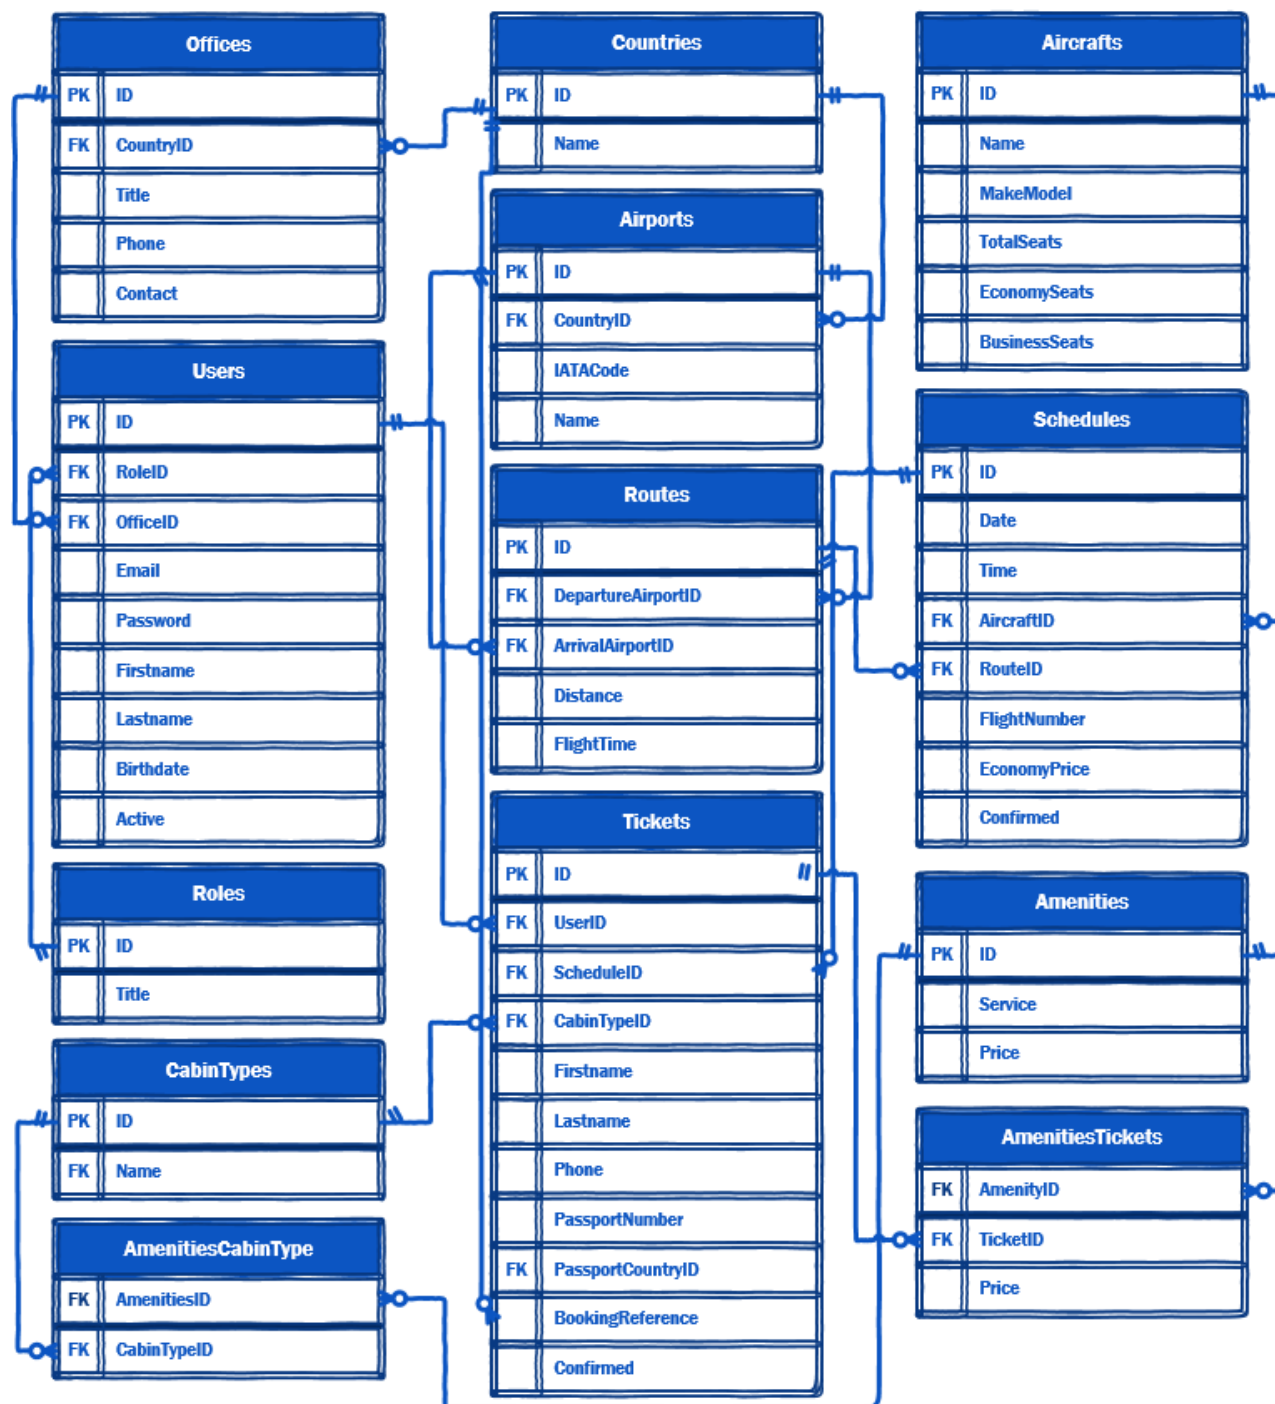 Offices
PK ID
FK CountryID
Title
Phone
Contact
Users
PK ID
FK RoleID
FK OfficeID
Email
Password
Firstname
Lastname
Birthdate
Active
Roles
PK ID
Title
CabinTypes
PK ID
FK Name
AmenitiesCabinType
FK AmenitiesID
FK CabinTypeID
Countries
PK ID
Name
Airports
PK ID
FK CountryID
IATACode
Name
Routes
PK ID
FK DepartureAirportID
FK ArrivalAirportID
Distance
FlightTime
Tickets
PK ID
FK UserID
FK ScheduleID
FK CabinTypeID
Firstname
Lastname
Phone
PassportNumber
FK PassportCountryID
BookingReference
Confirmed
Aircrafts
PK ID
Name
MakeModel
TotalSeats
EconomySeats
BusinessSeats
Schedules
PK ID
Date
Time
FK AircraftID
FK RouteID
FlightNumber
EconomyPrice
Confirmed
Amenities
PK ID
Service
Price
AmenitiesTickets
FK AmenityID
FK TicketID
Price